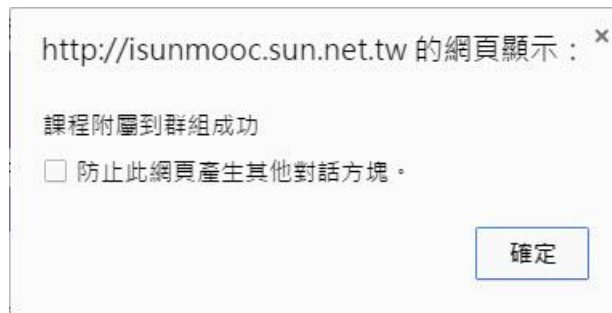 http://isunmooc.sun.net.tw 的網頁顯示：
課程附屬到群組成功
防止此網頁產生其他對話方塊。
確定